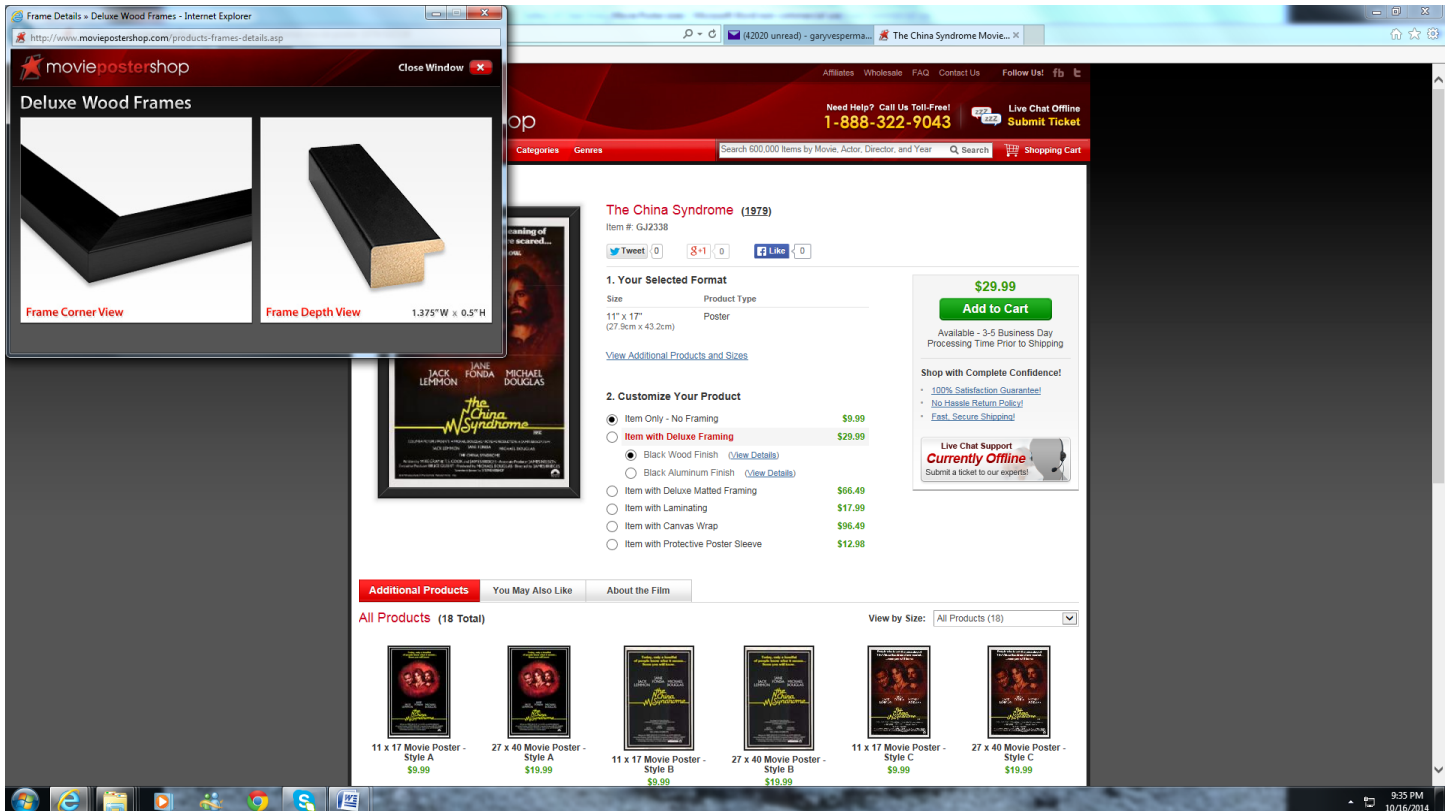 Frame Details » Deluxe Wood Frames - Internet Explorer
http://www.moviepostershop.com/products-frames-details.asp
moviepostershop
Close Window
Deluxe Wood Frames
Frame Corner View
Frame Depth View
1.375"W x 0.5"H
(42020 unread) - garyvesperma...
The China Syndrome Movie...
Affiliates Wholesale FAQ Contact Us Follow Us!
op
Need Help? Call Us Toll-Free!
1-888-322-9043
zzz
zzz
Live Chat Offline
Submit Ticket
Categories Genres
Search 600,000 Items by Movie, Actor, Director, and Year
Search
Shopping Cart
eaning of
e scared...
JACK LEMMON
JANE FONDA
MICHAEL DOUGLAS
the
China
Syndrome
The China Syndrome (1979)
Item #: GJ2338
Tweet 0
g+1 0
Like 0
1. Your Selected Format
Size Product Type
11" x 17" Poster
(27.9cm x 43.2cm)
View Additional Products and Sizes
2. Customize Your Product
Item Only - No Framing $9.99
Item with Deluxe Framing $29.99
Black Wood Finish (View Details)
Black Aluminum Finish (View Details)
Item with Deluxe Matted Framing $66.49
Item with Laminating $17.99
Item with Canvas Wrap $96.49
Item with Protective Poster Sleeve $12.98
$29.99
Add to Cart
Available - 3-5 Business Day
Processing Time Prior to Shipping
Shop with Complete Confidence!
100% Satisfaction Guarantee!
No Hassle Return Policy!
Fast, Secure Shipping!
Live Chat Support
Currently Offline
Submit a ticket to our experts!
Additional Products
You May Also Like
About the Film
All Products (18 Total)
View by Size: All Products (18)
11 x 17 Movie Poster -
Style A
$9.99
27 x 40 Movie Poster -
Style A
$19.99
11 x 17 Movie Poster -
Style B
$9.99
27 x 40 Movie Poster -
Style B
$19.99
11 x 17 Movie Poster -
Style C
$9.99
27 x 40 Movie Poster -
Style C
$19.99
9:35 PM
10/16/2014